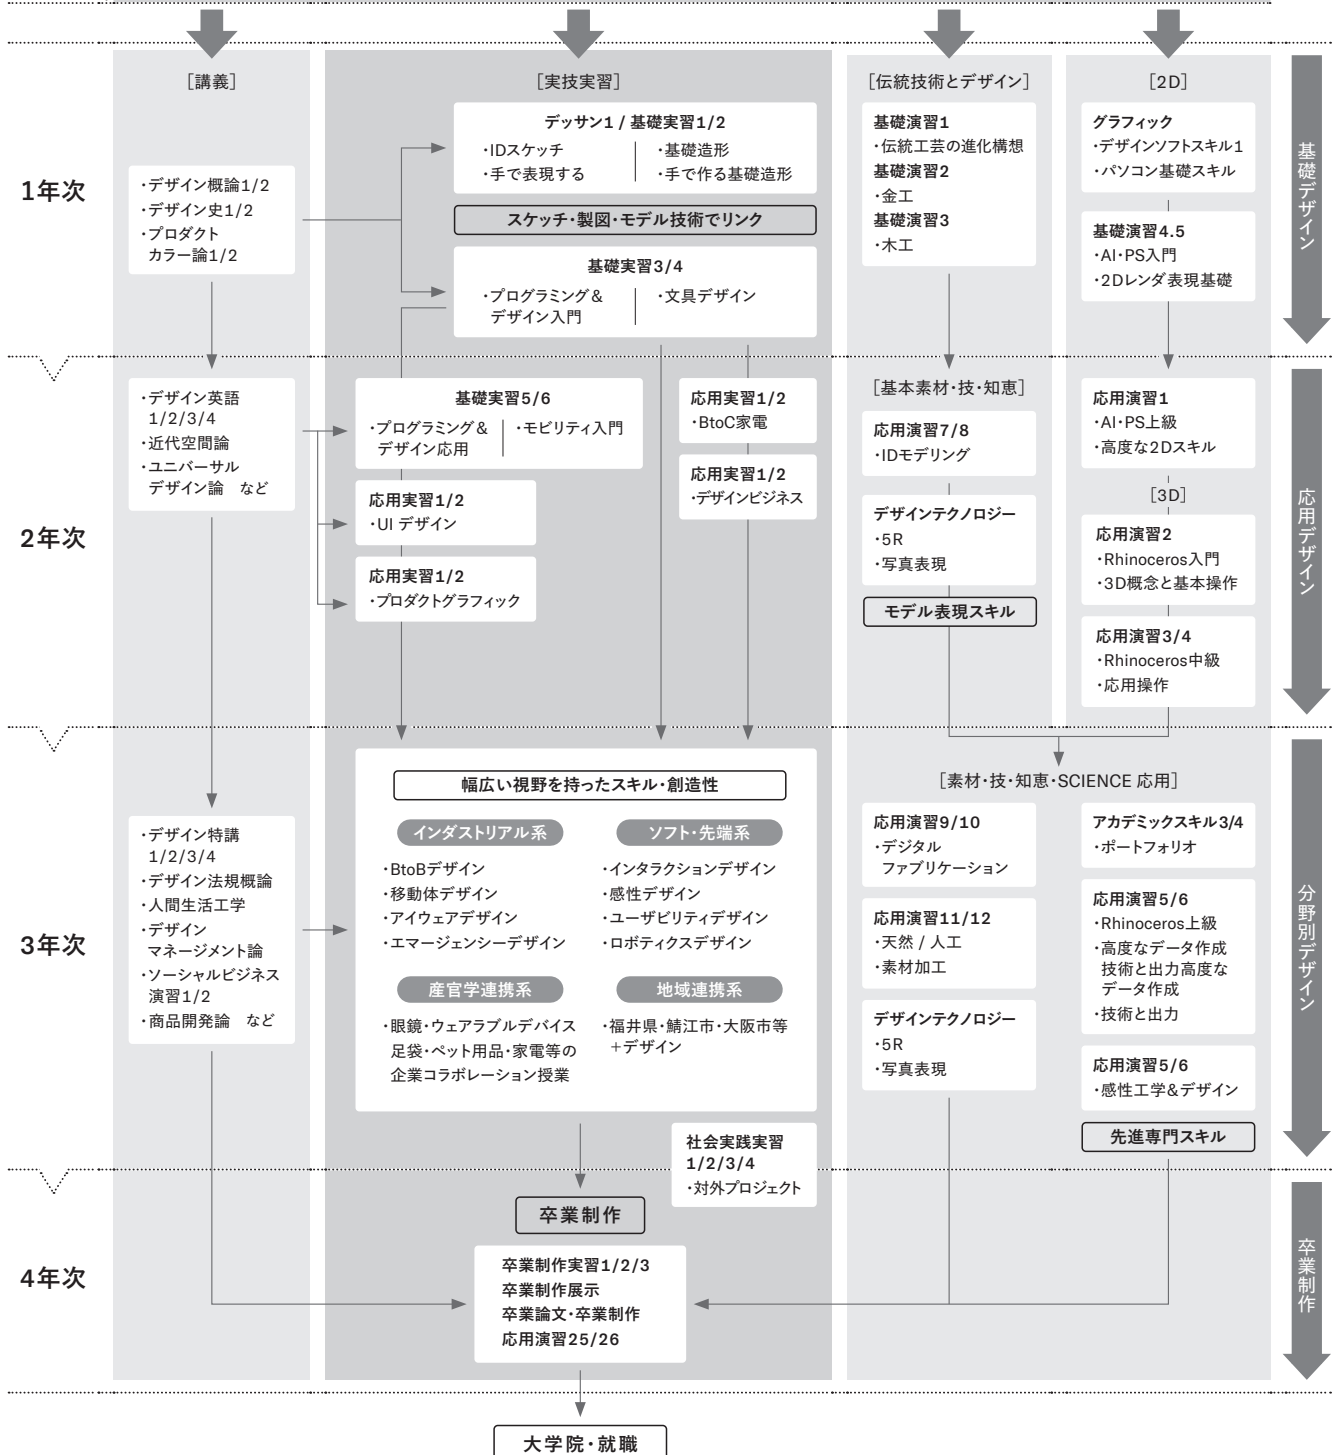 [講義]
[実技実習]
[伝統技術とデザイン]
[2D]
1年次
・デザイン概論1/2
・デザイン史1/2
・プロダクト
カラー論1/2
デッサン1 / 基礎実習1/2
・IDスケッチ
・手で表現する
・基礎造形
・手で作る基礎造形
スケッチ・製図・モデル技術でリンク
基礎実習3/4
・プログラミング&
デザイン入門
・文具デザイン
基礎演習1
・伝統工芸の進化構想
基礎演習2
・金工
基礎演習3
・木工
グラフィック
・デザインソフトスキル1
・パソコン基礎スキル
基礎演習4.5
・AI・PS入門
・2Dレンダ表現基礎
基礎デザイン
2年次
・デザイン英語
1/2/3/4
・近代空間論
・ユニバーサル
デザイン論 など
基礎実習5/6
・プログラミング&
デザイン応用
・モビリティ入門
応用実習1/2
・UI デザイン
応用実習1/2
・プロダクトグラフィック
応用実習1/2
・BtoC家電
応用実習1/2
・デザインビジネス
[基本素材・技・知恵]
応用演習7/8
・IDモデリング
デザインテクノロジー
・5R
・写真表現
モデル表現スキル
応用演習1
・AI・PS上級
・高度な2Dスキル
[3D]
応用演習2
・Rhinoceros入門
・3D概念と基本操作
応用演習3/4
・Rhinoceros中級
・応用操作
応用デザイン
3年次
・デザイン特講
1/2/3/4
・デザイン法規概論
・人間生活工学
・デザイン
マネージメント論
・ソーシャルビジネス
演習1/2
・商品開発論 など
幅広い視野を持ったスキル・創造性
インダストリアル系
・BtoBデザイン
・移動体デザイン
・アイウェアデザイン
・エマージェンシーデザイン
ソフト・先端系
・インタラクションデザイン
・感性デザイン
・ユーザビリティデザイン
・ロボティクスデザイン
産官学連携系
・眼鏡・ウェアラブルデバイス
足袋・ペット用品・家電等の
企業コラボレーション授業
地域連携系
・福井県・鯖江市・大阪市等
+デザイン
[素材・技・知恵・SCIENCE 応用]
応用演習9/10
・デジタル
ファブリケーション
応用演習11/12
・天然 / 人工
・素材加工
デザインテクノロジー
・5R
・写真表現
アカデミックスキル3/4
・ポートフォリオ
応用演習5/6
・Rhinoceros上級
・高度なデータ作成
技術と出力高度な
データ作成
・技術と出力
応用演習5/6
・感性工学&デザイン
先進専門スキル
分野別デザイン
社会実践実習
1/2/3/4
・対外プロジェクト
4年次
卒業制作
卒業制作実習1/2/3
卒業制作展示
卒業論文・卒業制作
応用演習25/26
卒業制作
大学院・就職